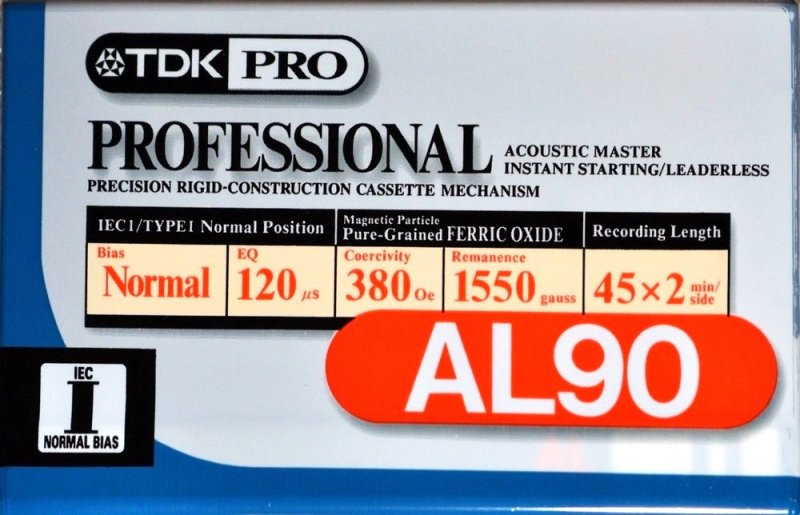 TDK PRO
PROFESSIONAL
ACOUSTIC MASTER
INSTANT STARTING/LEADERLESS
PRECISION RIGID-CONSTRUCTION CASSETTE MECHANISM
IEC I/TYPE I Normal Position
Magnetic Particle
Pure-Grained FERRIC OXIDE
Recording Length
Bias
Normal
EQ
120 μs
Coercivity
380 Oe
Remanence
1550 gauss
45×2 min/side
AL90
IEC
I
NORMAL BIAS